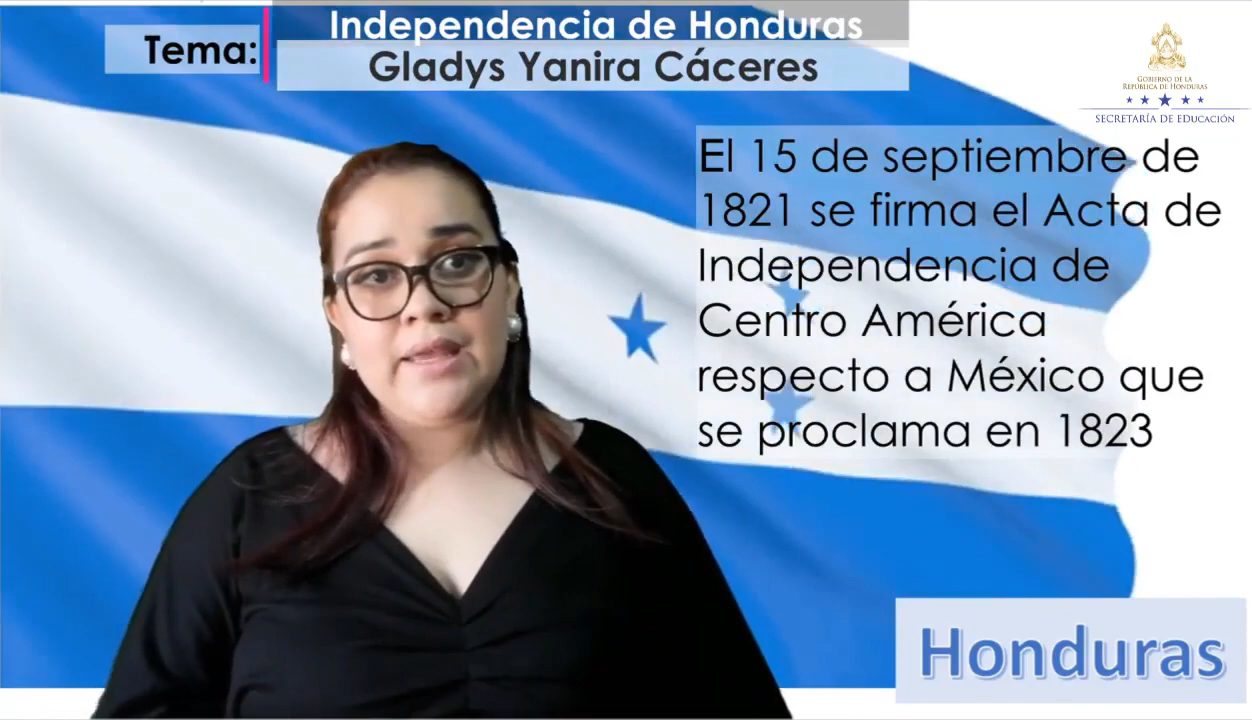 Tema:
Independencia de Honduras
Gladys Yanira Cáceres
GOBIERNO DE LA
REPÚBLICA DE HONDURAS
SECRETARÍA DE EDUCACIÓN
El 15 de septiembre de
1821 se firma el Acta de
Independencia de
Centro América
respecto a México que
se proclama en 1823
Honduras